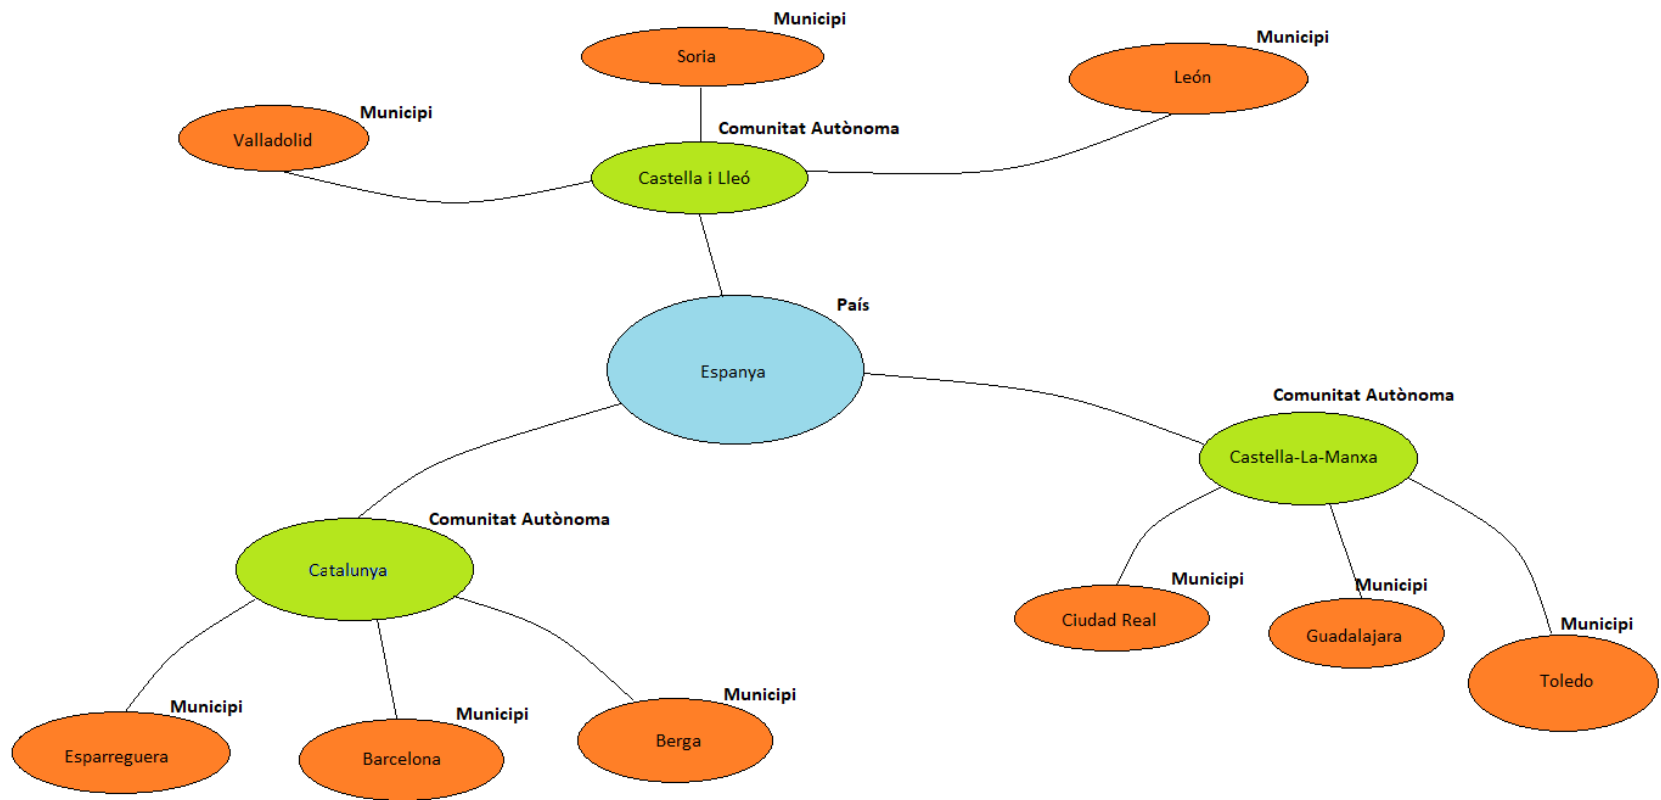 Municipi
Soria
Municipi
León
Municipi
Valladolid
Comunitat Autònoma
Castella i Lleó
País
Espanya
Comunitat Autònoma
Castella-La-Manxa
Comunitat Autònoma
Catalunya
Municipi
Ciudad Real
Municipi
Guadalajara
Municipi
Toledo
Municipi
Esparreguera
Municipi
Barcelona
Municipi
Berga